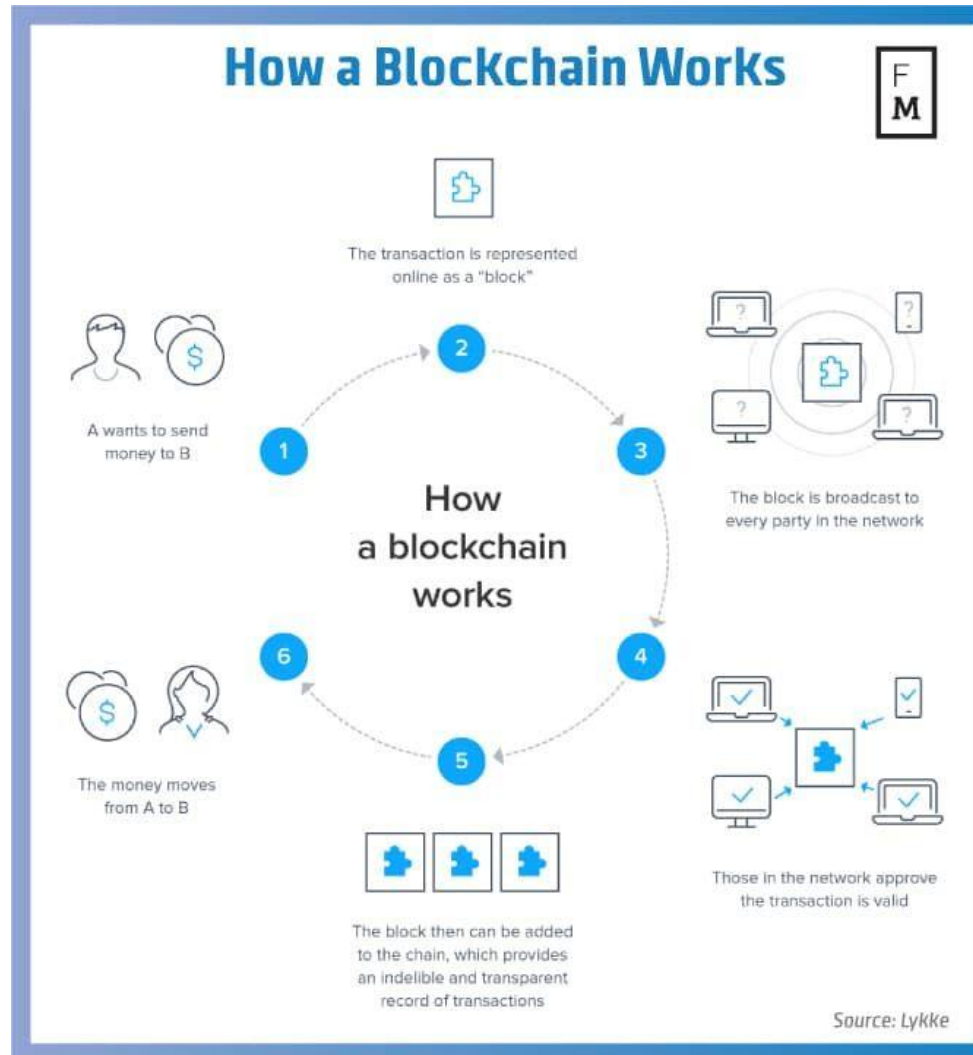 How a Blockchain Works
F
M
The transaction is represented
online as a “block”
$
A wants to send
money to B
1
2
3
? ?
? ?
The block is broadcast to
every party in the network
How
a blockchain
works
4
Those in the network approve
the transaction is valid
5
The block then can be added
to the chain, which provides
an indelible and transparent
record of transactions
6
$
The money moves
from A to B
Source: Lykke